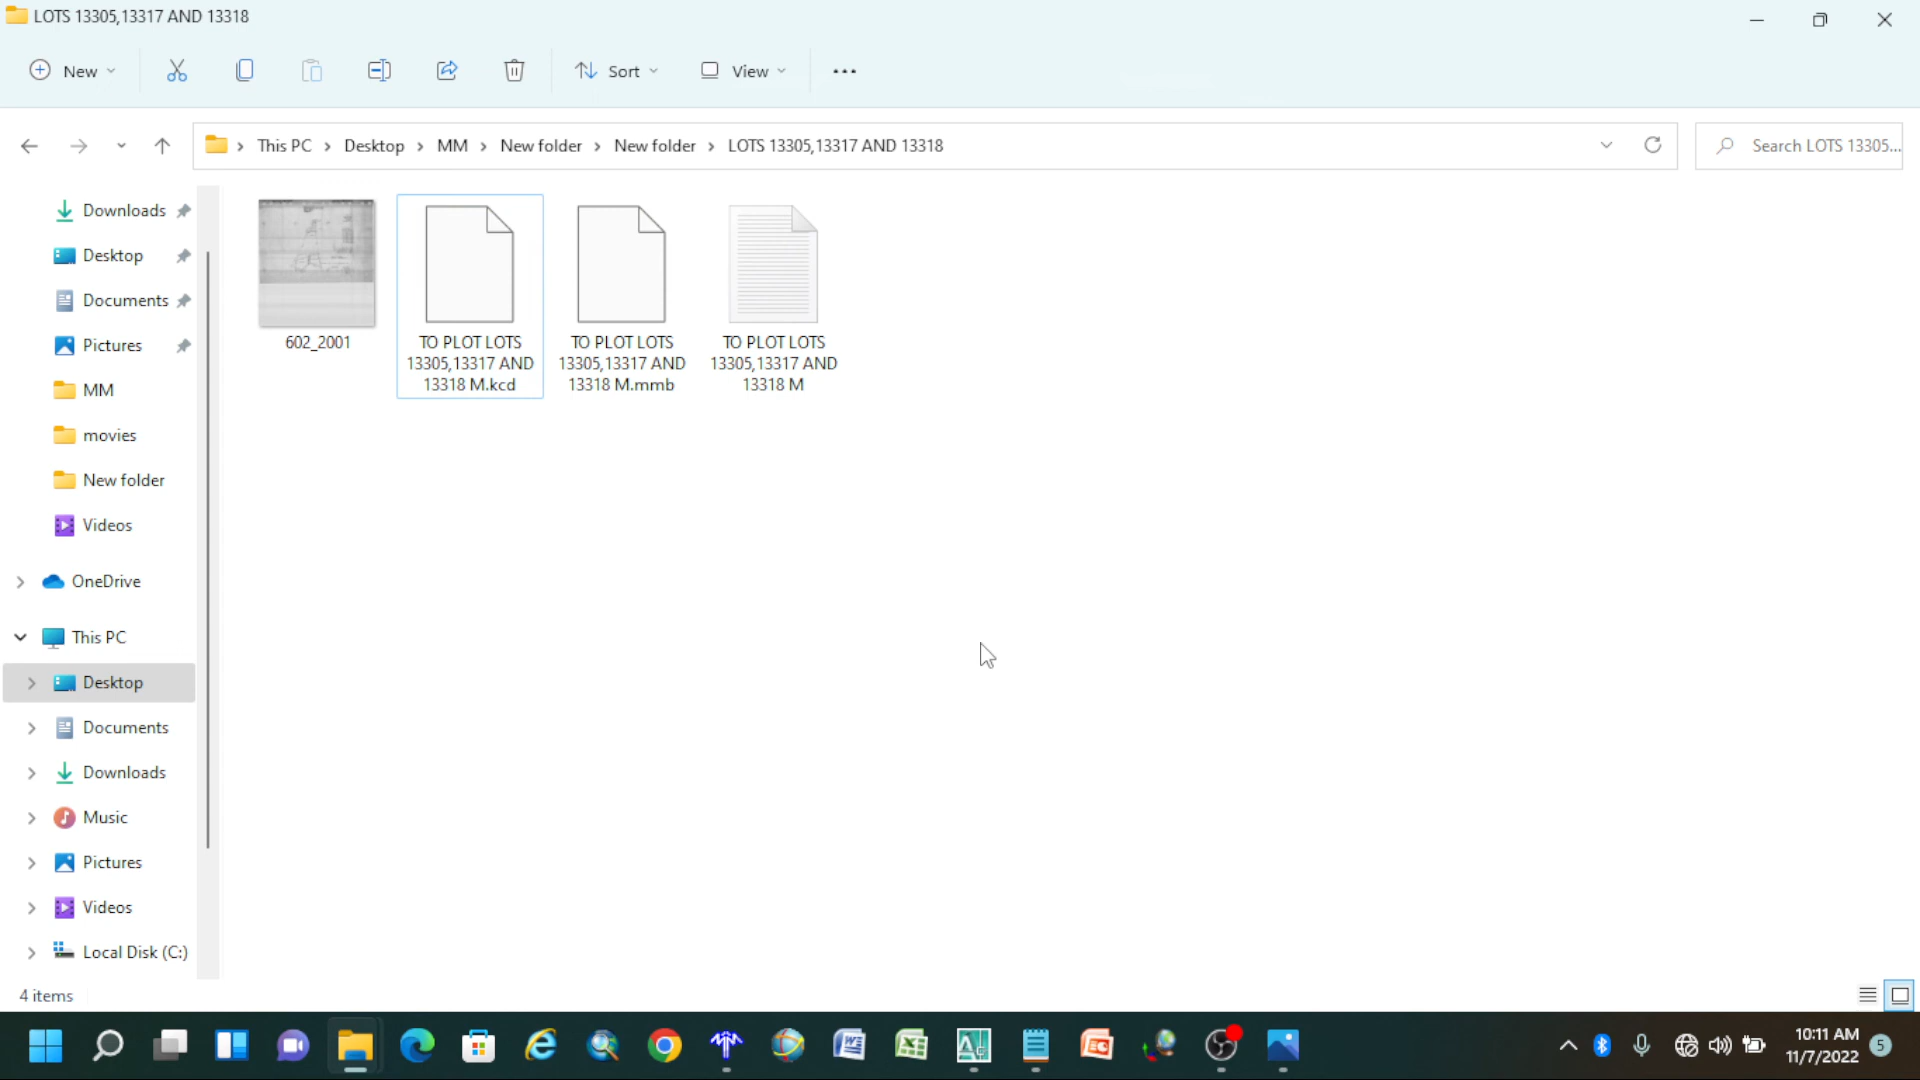 LOTS 13305,13317 AND 13318
New
Sort
View
This PC > Desktop > MM > New folder > New folder > LOTS 13305,13317 AND 13318
Search LOTS 13305...
Downloads
Desktop
Documents
Pictures
MM
movies
New folder
Videos
OneDrive
This PC
Desktop
Documents
Downloads
Music
Pictures
Videos
Local Disk (C:)
602_2001
TO PLOT LOTS
13305,13317 AND
13318 M.kcd
TO PLOT LOTS
13305,13317 AND
13318 M.mmb
TO PLOT LOTS
13305,13317 AND
13318 M
4 items
10:11 AM
11/7/2022
5